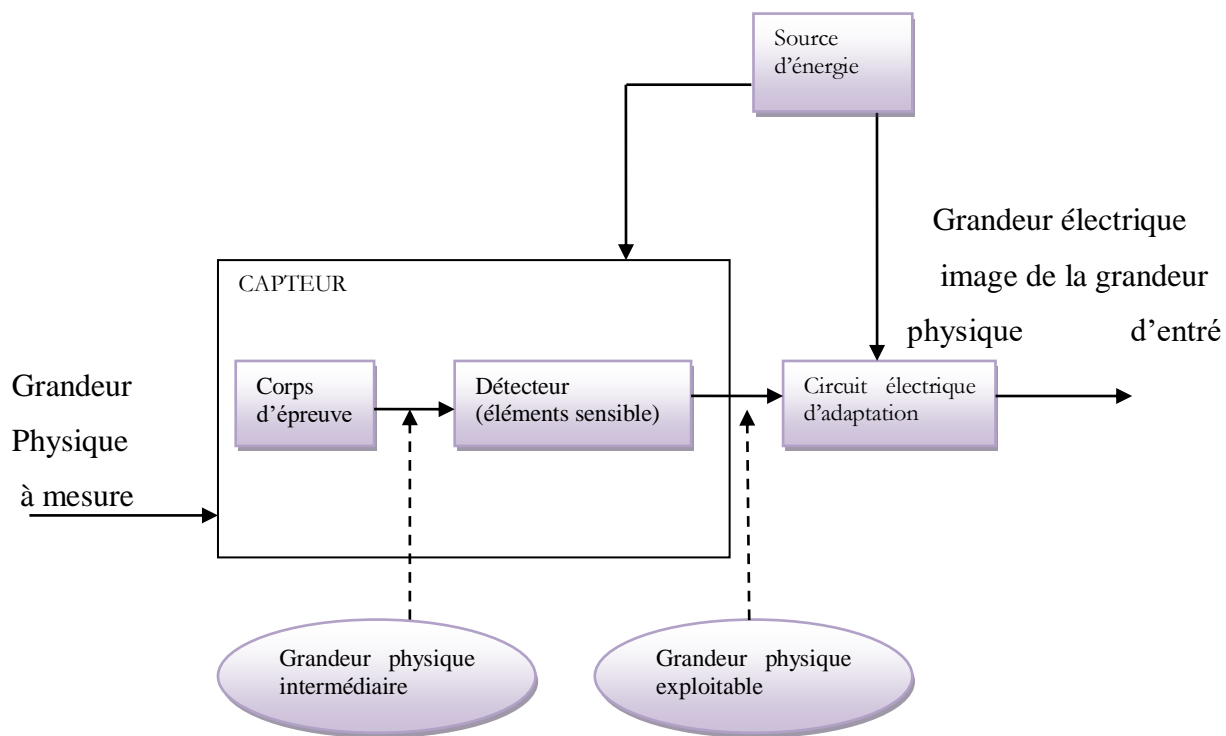 Source
d'énergie
Grandeur électrique
image de la grandeur
physique d'entré
CAPTEUR
Grandeur
Physique
à mesure
Corps
d'épreuve
Détecteur
(éléments sensible)
Circuit électrique
d'adaptation
Grandeur physique
intermédiaire
Grandeur physique
exploitable